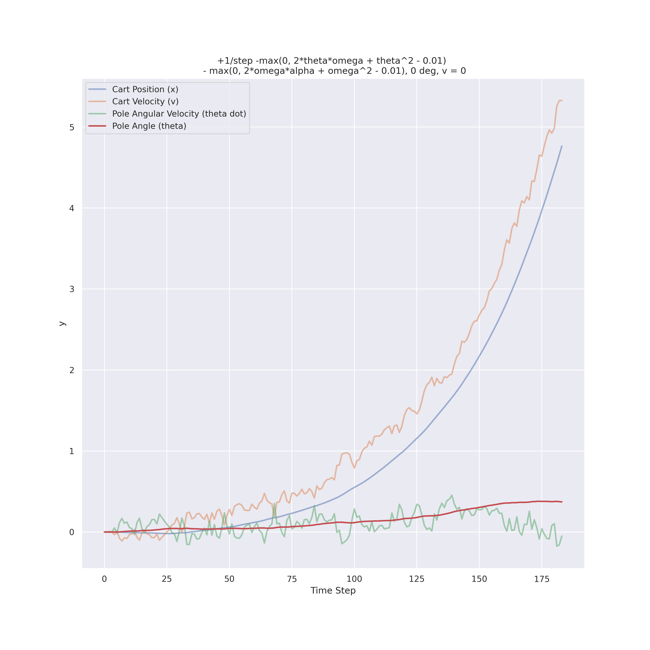 +1/step -max(0, 2*theta*omega + theta^2 - 0.01)
- max(0, 2*omega*alpha + omega^2 - 0.01), 0 deg, v = 0
Cart Position (x)
Cart Velocity (v)
Pole Angular Velocity (theta dot)
Pole Angle (theta)
5
4
3
2
1
0
y
0 25 50 75 100 125 150 175
Time Step